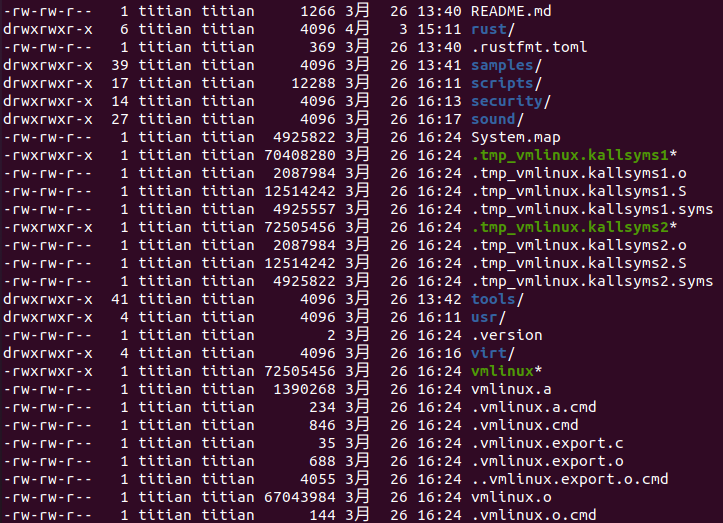 -rw-rw-r--   1 titian titian     1266 3月  26 13:40 README.md
drwxrwxr-x   6 titian titian     4096 4月   3 15:11 rust/
-rw-rw-r--   1 titian titian      369 3月  26 13:40 .rustfmt.toml
drwxrwxr-x  39 titian titian     4096 3月  26 13:41 samples/
drwxrwxr-x  17 titian titian    12288 3月  26 16:11 scripts/
drwxrwxr-x  14 titian titian     4096 3月  26 16:13 security/
drwxrwxr-x  27 titian titian     4096 3月  26 16:17 sound/
-rw-rw-r--   1 titian titian  4925822 3月  26 16:24 System.map
-rwxrwxr-x   1 titian titian 70408280 3月  26 16:24 .tmp_vmlinux.kallsyms1*
-rw-rw-r--   1 titian titian  2087984 3月  26 16:24 .tmp_vmlinux.kallsyms1.o
-rw-rw-r--   1 titian titian 12514242 3月  26 16:24 .tmp_vmlinux.kallsyms1.S
-rw-rw-r--   1 titian titian  4925557 3月  26 16:24 .tmp_vmlinux.kallsyms1.syms
-rwxrwxr-x   1 titian titian 72505456 3月  26 16:24 .tmp_vmlinux.kallsyms2*
-rw-rw-r--   1 titian titian  2087984 3月  26 16:24 .tmp_vmlinux.kallsyms2.o
-rw-rw-r--   1 titian titian 12514242 3月  26 16:24 .tmp_vmlinux.kallsyms2.S
-rw-rw-r--   1 titian titian  4925822 3月  26 16:24 .tmp_vmlinux.kallsyms2.syms
drwxrwxr-x  41 titian titian     4096 3月  26 13:42 tools/
drwxrwxr-x   4 titian titian     4096 3月  26 16:11 usr/
-rw-rw-r--   1 titian titian        2 3月  26 16:24 .version
drwxrwxr-x   4 titian titian     4096 3月  26 16:16 virt/
-rwxrwxr-x   1 titian titian 72505456 3月  26 16:24 vmlinux*
-rw-rw-r--   1 titian titian  1390268 3月  26 16:24 vmlinux.a
-rw-rw-r--   1 titian titian      234 3月  26 16:24 .vmlinux.a.cmd
-rw-rw-r--   1 titian titian      846 3月  26 16:24 .vmlinux.cmd
-rw-rw-r--   1 titian titian       35 3月  26 16:24 .vmlinux.export.c
-rw-rw-r--   1 titian titian      688 3月  26 16:24 .vmlinux.export.o
-rw-rw-r--   1 titian titian     4055 3月  26 16:24 ..vmlinux.export.o.cmd
-rw-rw-r--   1 titian titian 67043984 3月  26 16:24 vmlinux.o
-rw-rw-r--   1 titian titian      144 3月  26 16:24 .vmlinux.o.cmd